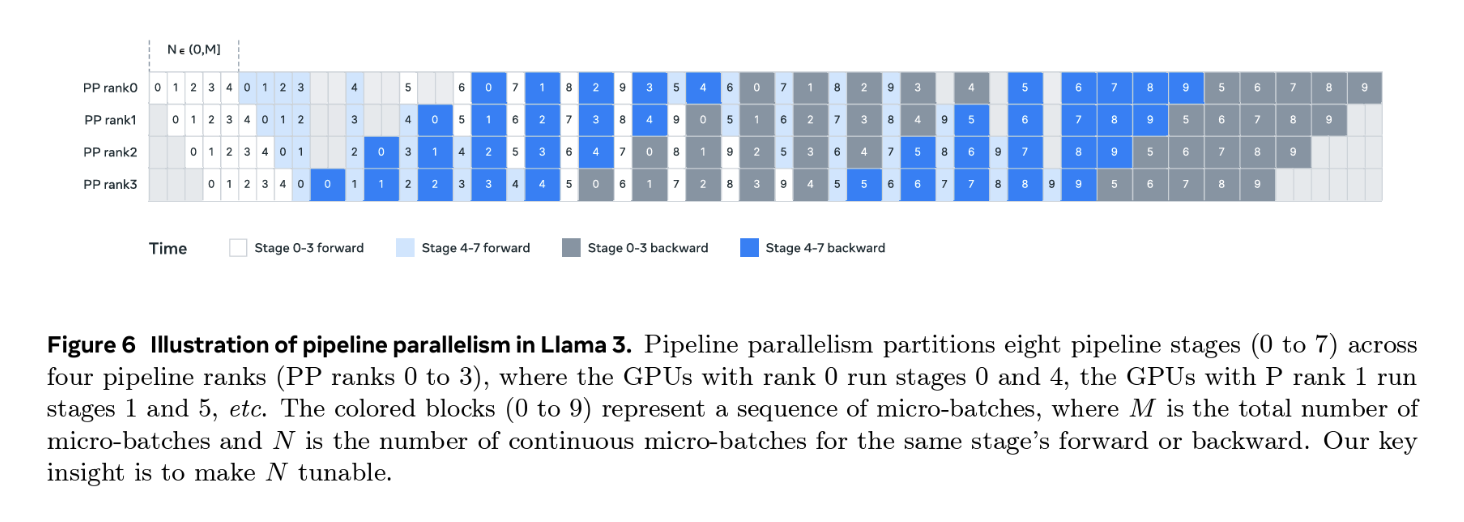 N ϵ (0,M]
PP rank0 0 1 2 3 4 0 1 2 3 4 5 6 0 7 1 8 2 9 3 5 4 6 0 7 1 8 2 9 3 4 5 6 7 8 9 5 6 7 8 9
PP rank1 0 1 2 3 4 0 1 2 3 4 0 5 1 6 2 7 3 8 4 9 0 5 1 6 2 7 3 8 4 9 5 6 7 8 9 5 6 7 8 9
PP rank2 0 1 2 3 4 0 1 2 0 3 1 4 2 5 3 6 4 7 0 8 1 9 2 5 3 6 4 7 5 8 6 9 7 8 9 5 6 7 8 9
PP rank3 0 1 2 3 4 0 0 1 1 2 2 3 3 4 4 5 0 6 1 7 2 8 3 9 4 5 5 6 6 7 7 8 8 9 9 5 6 7 8 9
Time Stage 0-3 forward Stage 4-7 forward Stage 0-3 backward Stage 4-7 backward
Figure 6 Illustration of pipeline parallelism in Llama 3. Pipeline parallelism partitions eight pipeline stages (0 to 7) across
four pipeline ranks (PP ranks 0 to 3), where the GPUs with rank 0 run stages 0 and 4, the GPUs with P rank 1 run
stages 1 and 5, etc. The colored blocks (0 to 9) represent a sequence of micro-batches, where M is the total number of
micro-batches and N is the number of continuous micro-batches for the same stage's forward or backward. Our key
insight is to make N tunable.